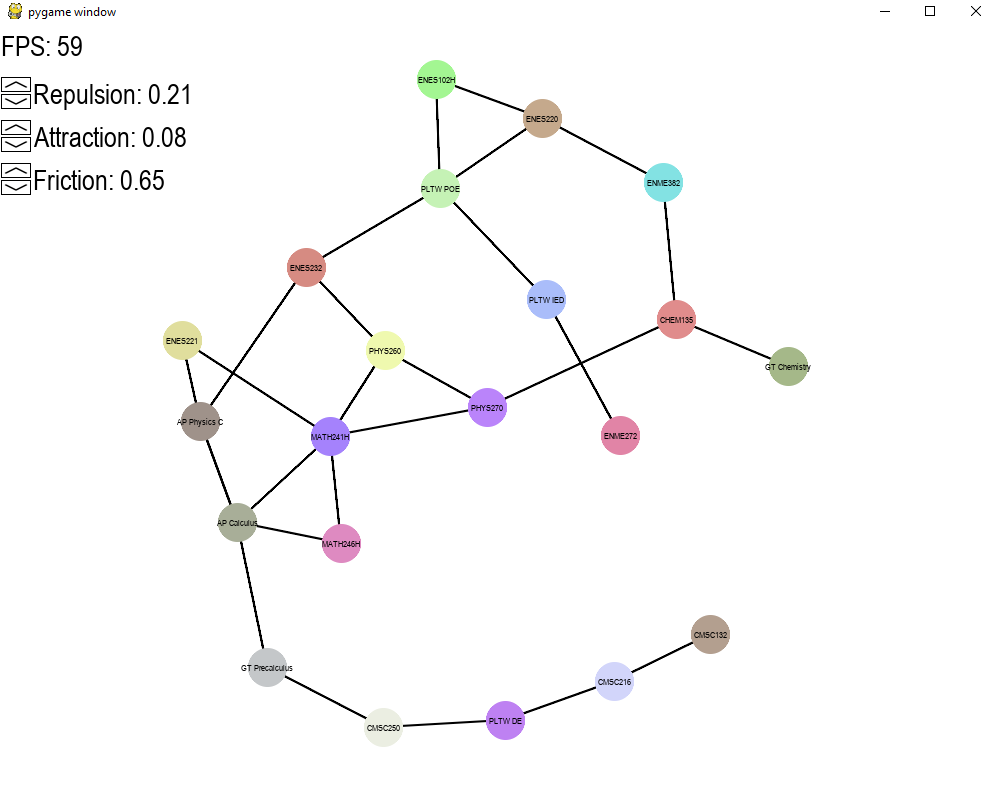 pygame window
FPS: 59
Repulsion: 0.21
Attraction: 0.08
Friction: 0.65
ENES102H
ENES220
PLTW POE
ENME382
ENES232
PLTW IED
CHEM135
ENES221
PHYS260
GT Chemistry
PHYS270
AP Physics C
MATH241H
ENME272
AP Calculus
MATH246H
CMSC132
GT Precalculus
CMSC216
PLTW DE
CMSC250